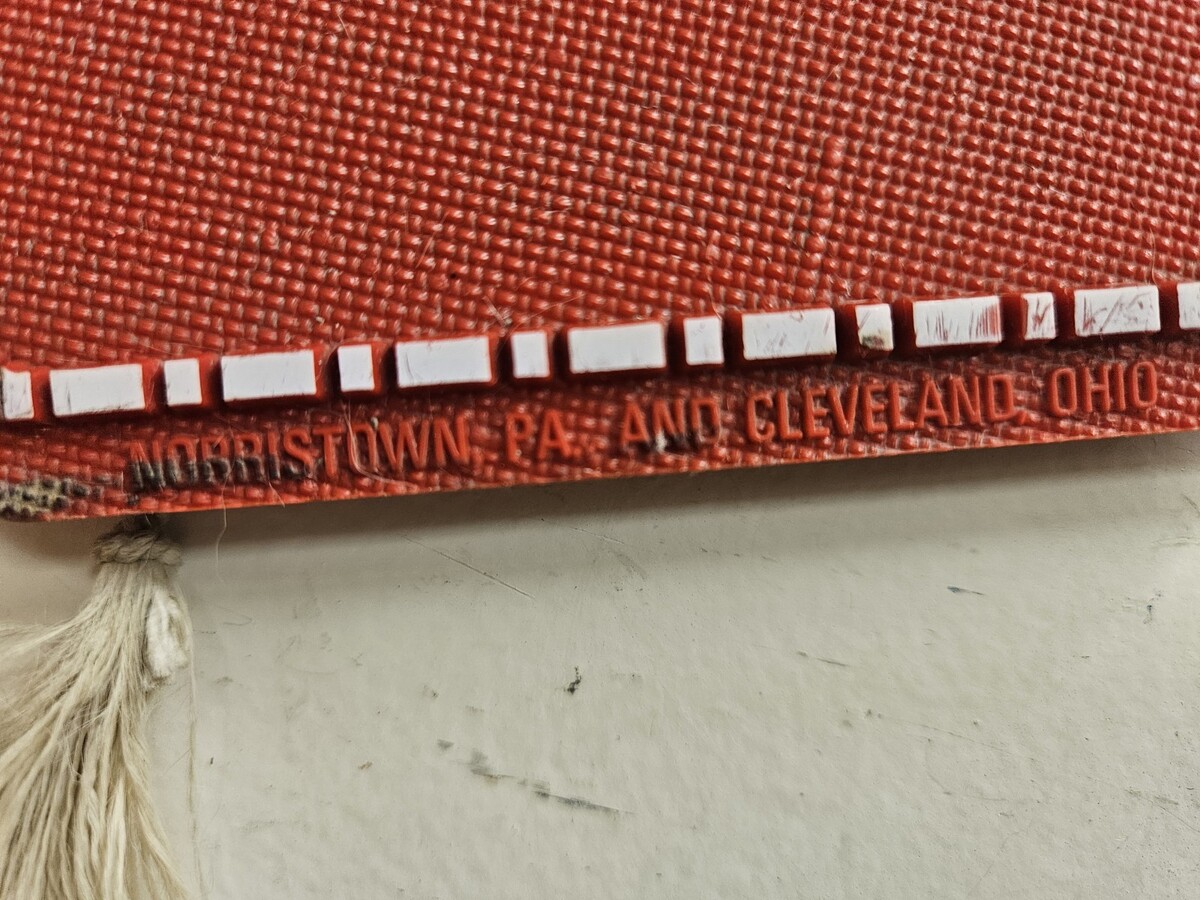 NORRISTOWN, PA. AND CLEVELAND, OHIO